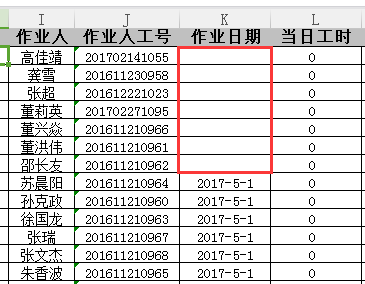 I J K L
作业人 作业人工号 作业日期 当日工时
高佳靖 201702141055 0
龚雪 201611230958 0
张超 201612221023 0
董莉英 201702271095 0
董兴焱 201611210966 0
董洪伟 201611210961 0
邵长友 201611210962 0
苏晨阳 201611210964 2017-5-1 0
孙克政 201611210960 2017-5-1 0
徐国龙 201611210963 2017-5-1 0
张瑞 201611210967 2017-5-1 0
张文杰 201611210968 2017-5-1 0
朱香波 201611210965 2017-5-1 0